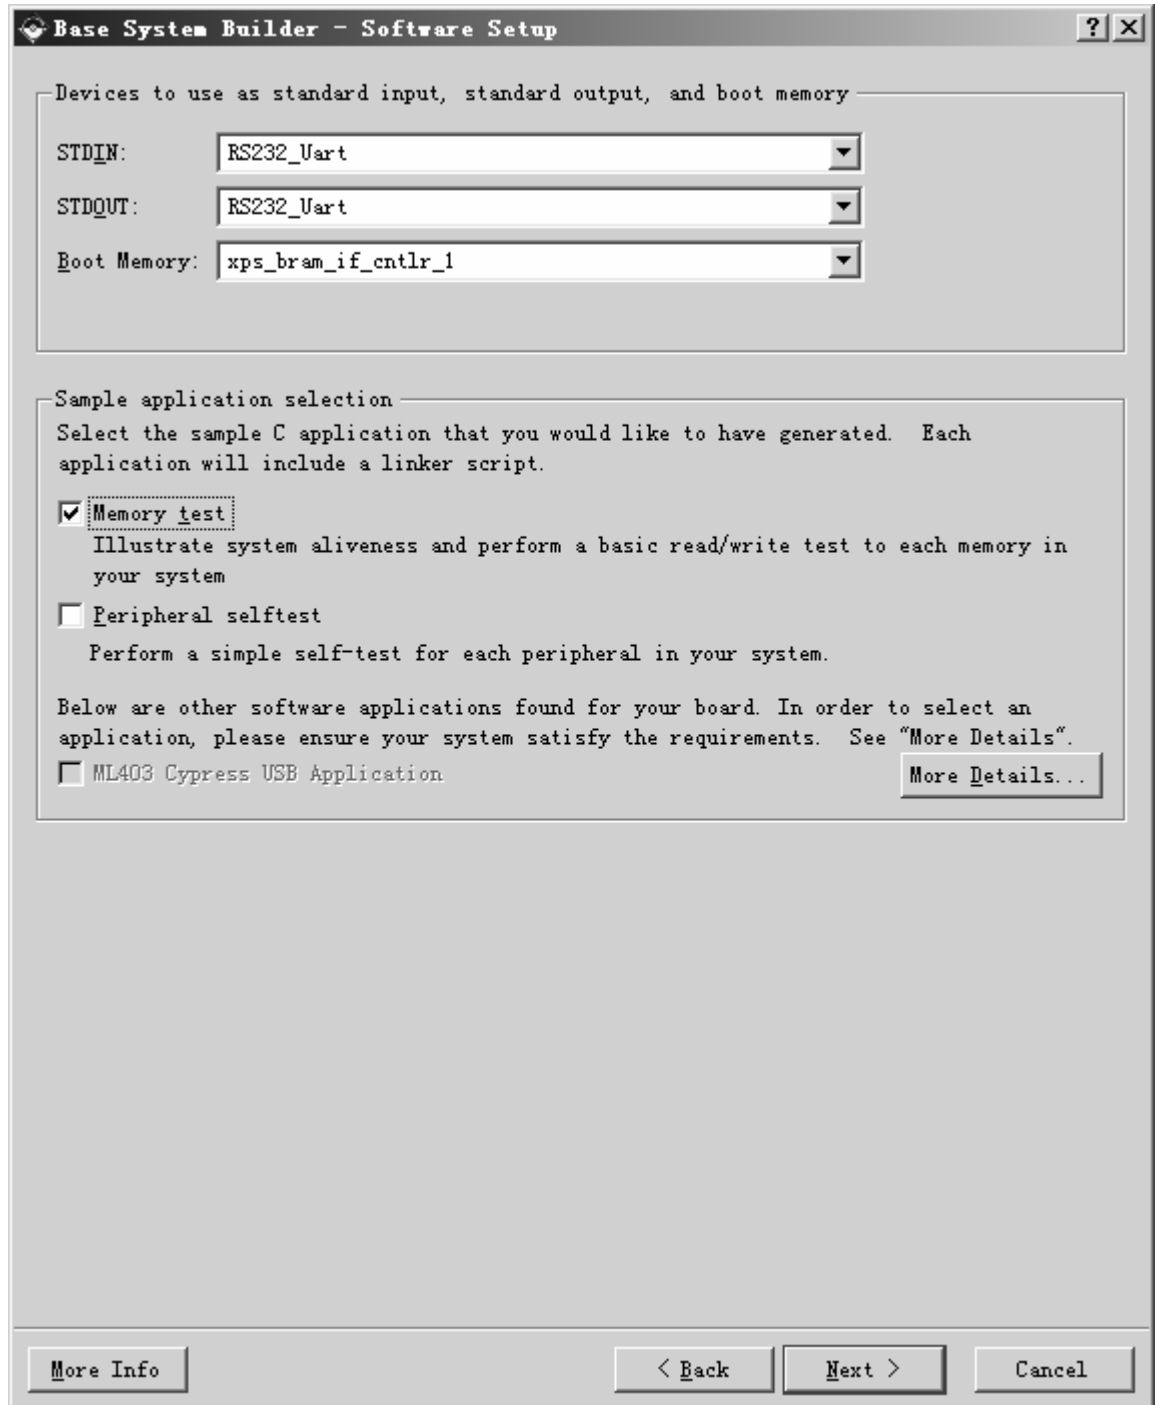 Base System Builder - Software Setup
Devices to use as standard input, standard output, and boot memory
STDIN: RS232_Uart
STDOUT: RS232_Uart
Boot Memory: xps_bram_if_cntlr_1
Sample application selection
Select the sample C application that you would like to have generated. Each
application will include a linker script.
Memory test
Illustrate system aliveness and perform a basic read/write test to each memory in
your system
Peripheral selftest
Perform a simple self-test for each peripheral in your system.
Below are other software applications found for your board. In order to select an
application, please ensure your system satisfy the requirements. See "More Details".
ML403 Cypress USB Application More Details...
More Info < Back Next > Cancel